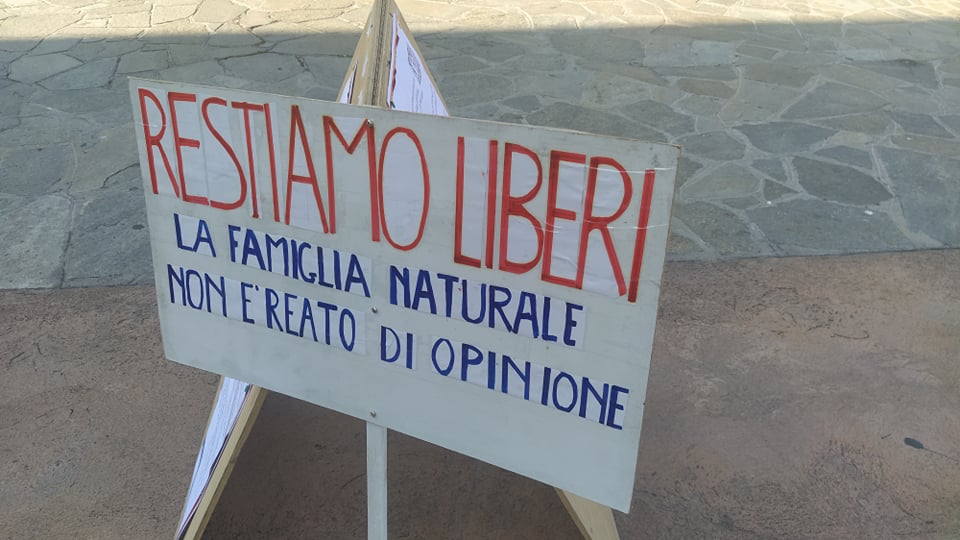 RESTIAMO LIBERI
LA FAMIGLIA NATURALE
NON E' REATO DI OPINIONE